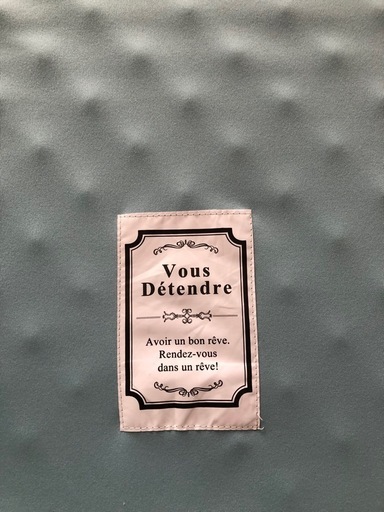 Vous
Détendre
Avoir un bon rêve.
Rendez-vous
dans un rêve!